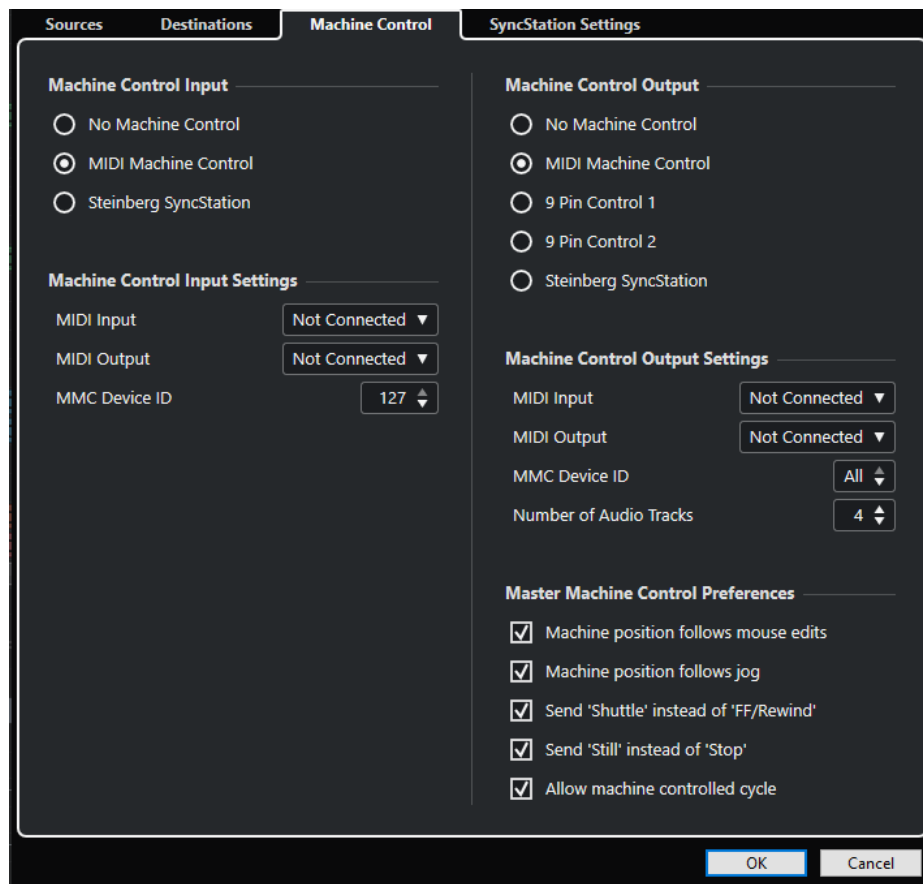 Sources Destinations Machine Control SyncStation Settings
Machine Control Input
No Machine Control
MIDI Machine Control
Steinberg SyncStation
Machine Control Input Settings
MIDI Input Not Connected
MIDI Output Not Connected
MMC Device ID 127
Machine Control Output
No Machine Control
MIDI Machine Control
9 Pin Control 1
9 Pin Control 2
Steinberg SyncStation
Machine Control Output Settings
MIDI Input Not Connected
MIDI Output Not Connected
MMC Device ID All
Number of Audio Tracks 4
Master Machine Control Preferences
Machine position follows mouse edits
Machine position follows jog
Send 'Shuttle' instead of 'FF/Rewind'
Send 'Still' instead of 'Stop'
Allow machine controlled cycle
OK Cancel